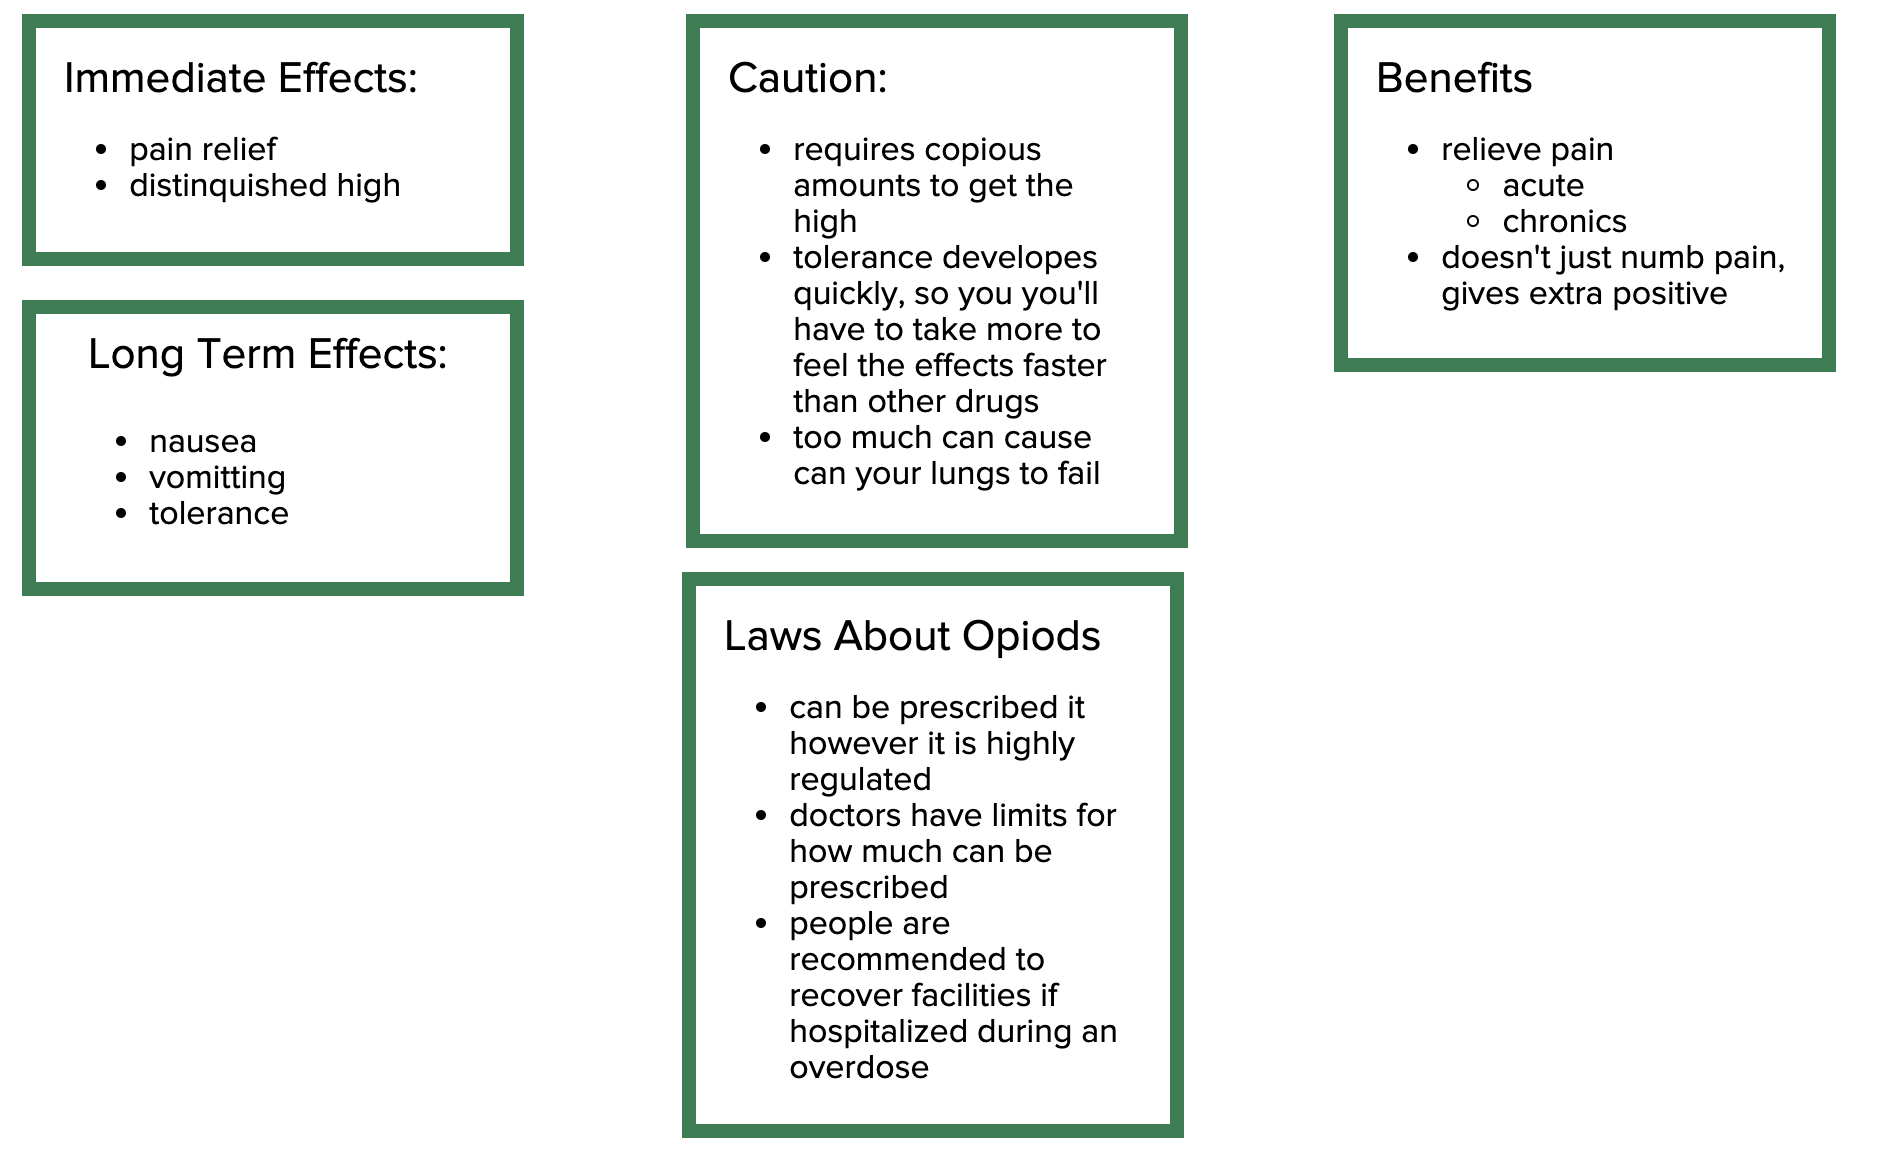 Immediate Effects:
pain relief
distinquished high
Long Term Effects:
nausea
vomitting
tolerance
Caution:
requires copious
amounts to get the
high
tolerance developes
quickly, so you you'll
have to take more to
feel the effects faster
than other drugs
too much can cause
can your lungs to fail
Laws About Opiods
can be prescribed it
however it is highly
regulated
doctors have limits for
how much can be
prescribed
people are
recommended to
recover facilities if
hospitalized during an
overdose
Benefits
relieve pain
acute
chronics
doesn't just numb pain,
gives extra positive